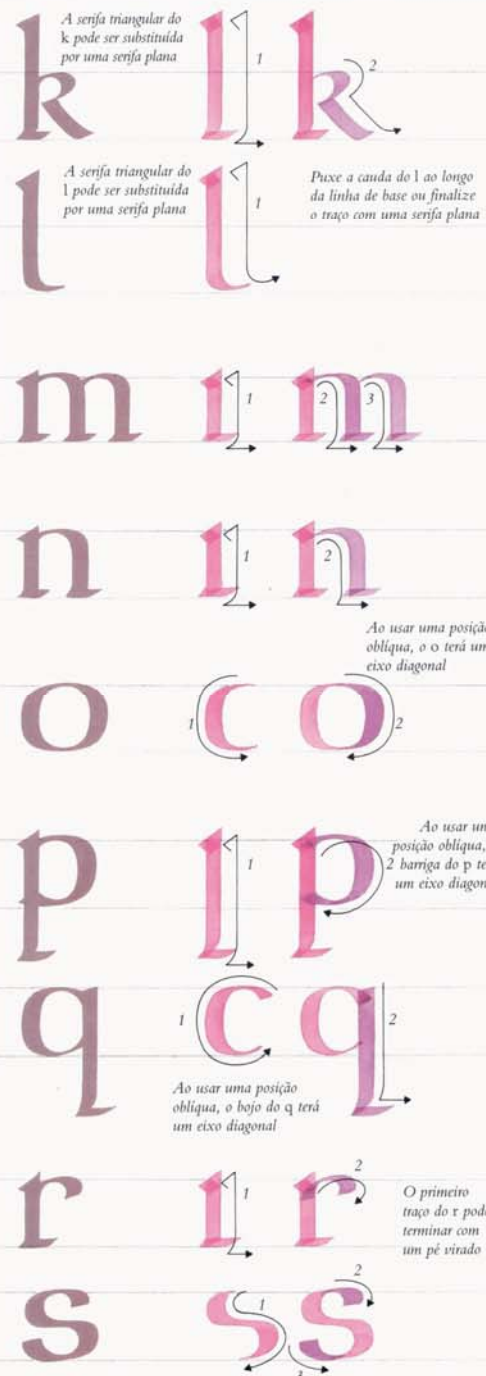 A serifa triangular do
k pode ser substituída
por uma serifa plana
k l 1 k 2
A serifa triangular do
l pode ser substituída
por uma serifa plana
l l 1
Puxe a cauda do l ao longo
da linha de base ou finalize
o traço com uma serifa plana
m ı 1 m 2 3
n ı 1 n 2
Ao usar uma posição
oblíqua, o o terá um
eixo diagonal
o 1 c o 2
Ao usar um
posição oblíqua,
2 barriga do p te
um eixo diagon
p l 1 p
q 1 c q 2
Ao usar uma posição
oblíqua, o bojo do q terá
um eixo diagonal
r ı 1 r 2
O primeiro
traço do r pode
terminar com
um pé virado
s s 1 s 2